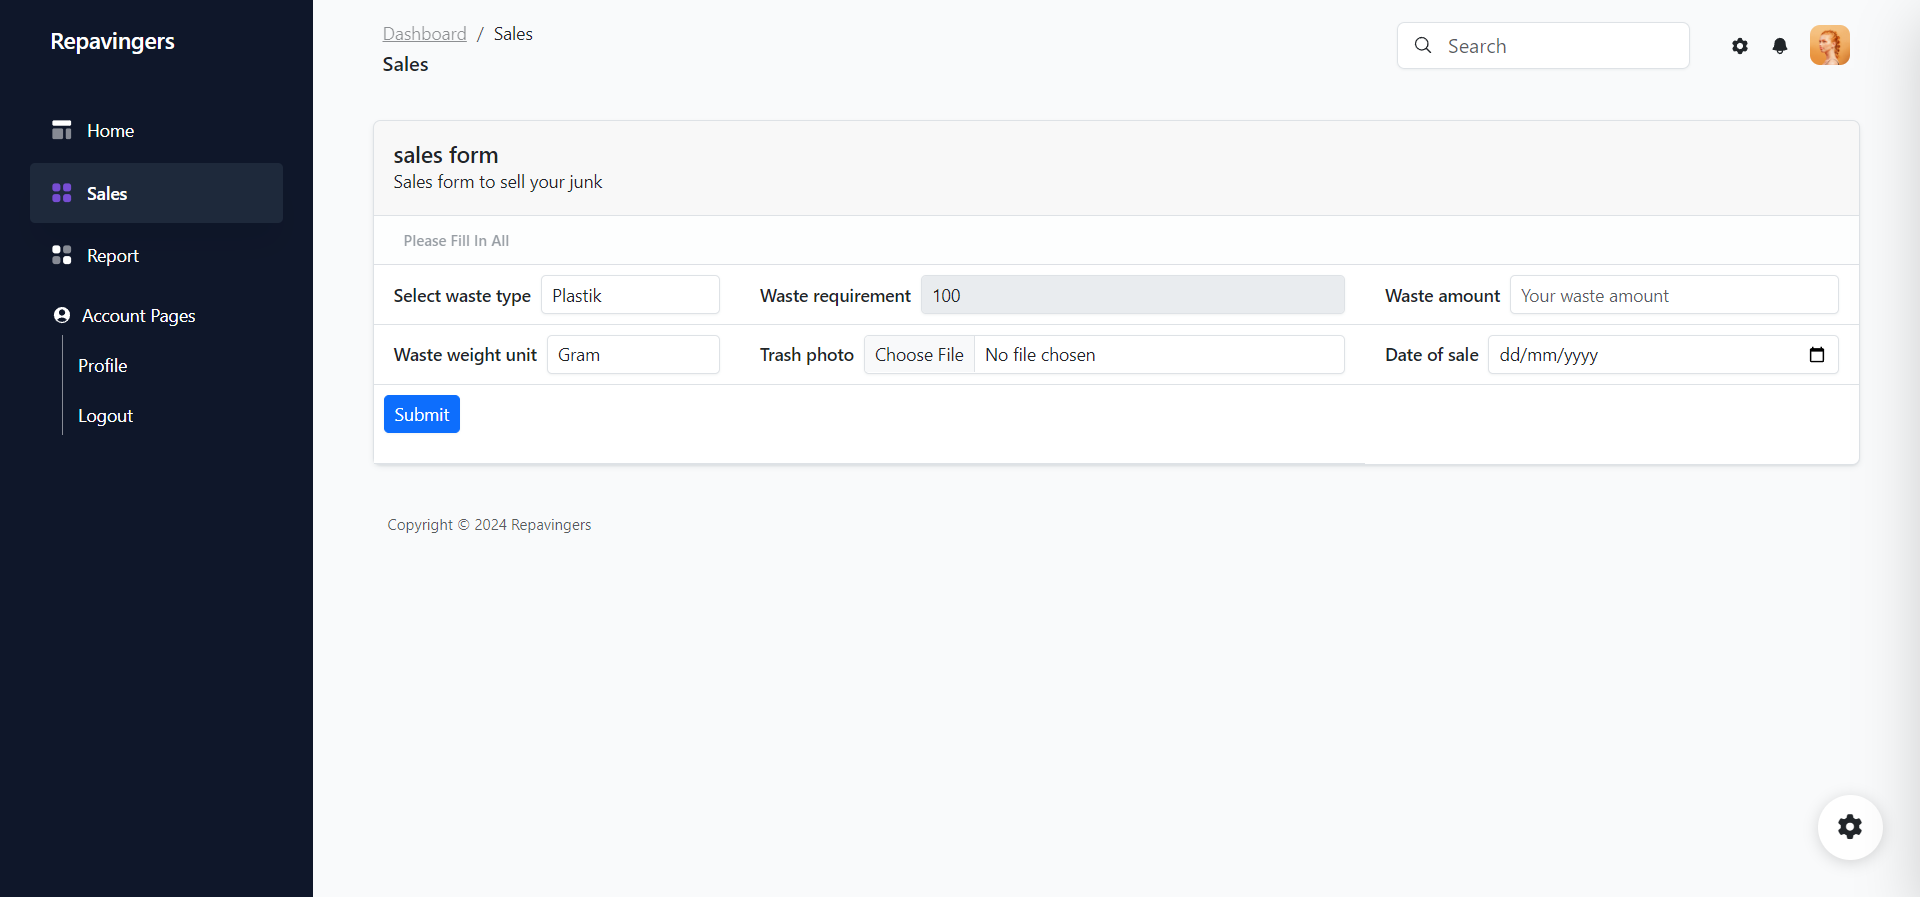 Repavingers
Home
Sales
Report
Account Pages
Profile
Logout
Dashboard / Sales
Sales
Search
sales form
Sales form to sell your junk
Please Fill In All
Select waste type Plastik Waste requirement 100 Waste amount Your waste amount
Waste weight unit Gram Trash photo Choose File No file chosen Date of sale dd/mm/yyyy
Submit
Copyright © 2024 Repavingers